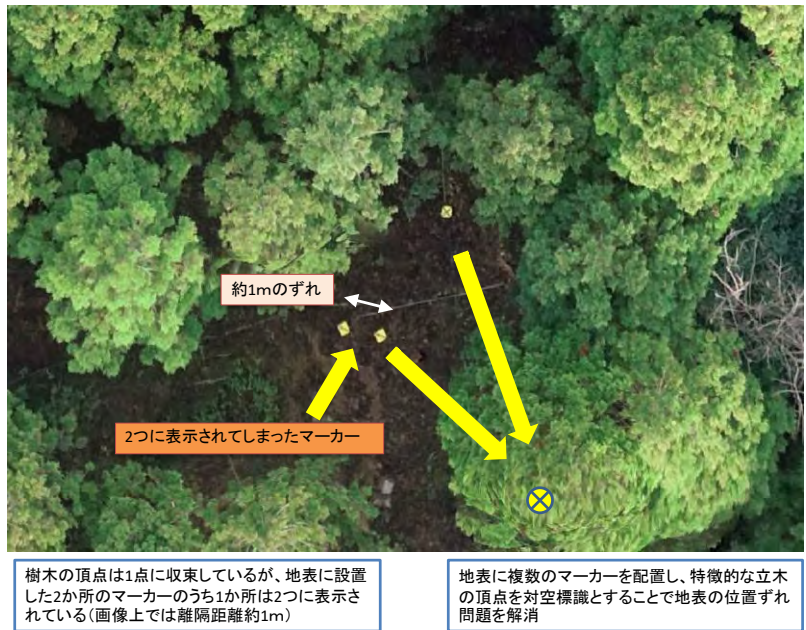 約1mのずれ
2つに表示されてしまったマーカー
樹木の頂点は1点に収束しているが、地表に設置
した2か所のマーカーのうち1か所は2つに表示さ
れている(画像上では離隔距離約1m)
地表に複数のマーカーを配置し、特徴的な立木
の頂点を対空標識とすることで地表の位置ずれ
問題を解消